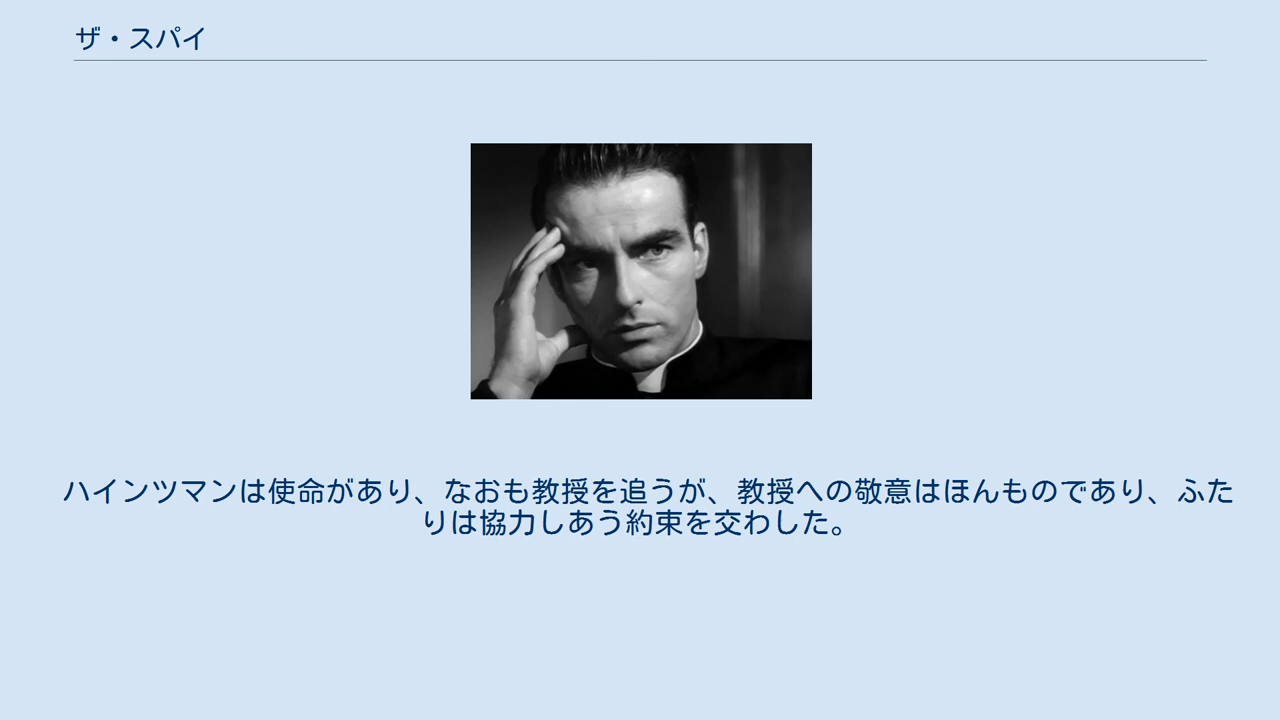 ザ・スパイ
ハインツマンは使命があり、なおも教授を追うが、教授への敬意はほんものであり、ふた
りは協力しあう約束を交わした。